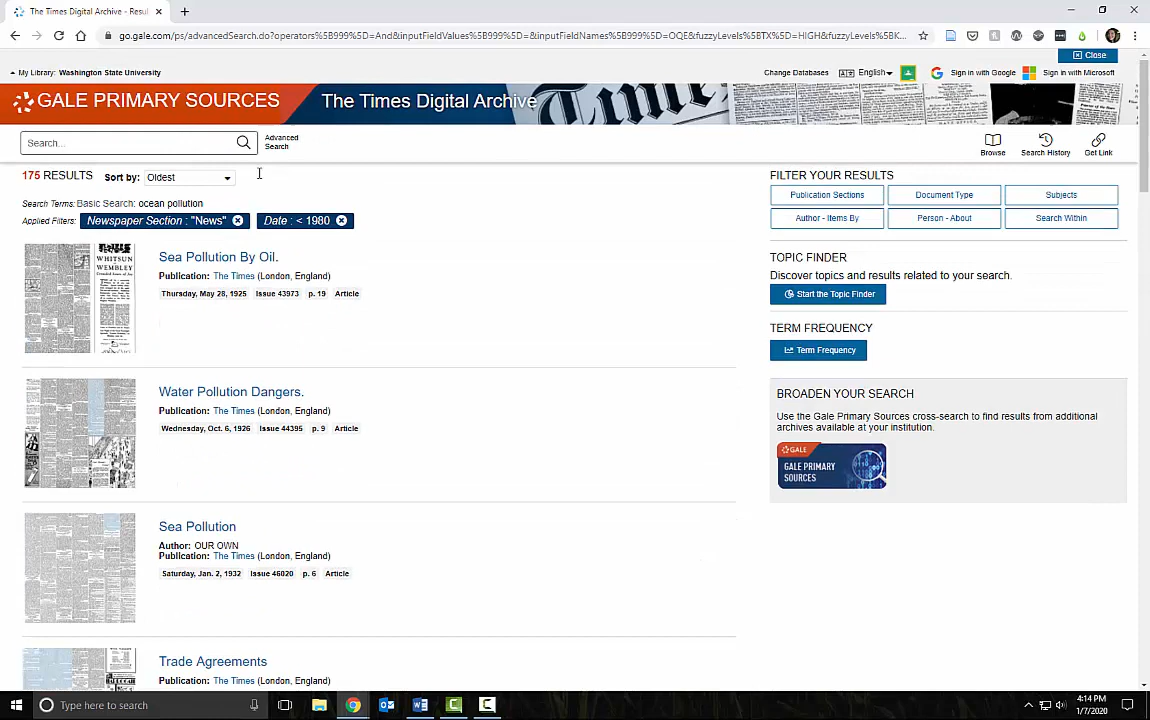 The Times Digital Archive - Resul
go.gale.com/ps/advancedSearch.do?operators%5B999%5D=And&inputFieldValues%5B999%5D=&inputFieldNames%5B999%5D=OQE&fuzzyLevels%5BTX%5D=HIGH&fuzzyLevels%5BK...
Close
My Library: Washington State University
Change Databases
English
Sign in with Google
Sign in with Microsoft
GALE PRIMARY SOURCES
The Times Digital Archive
Search...
Advanced
Search
Browse
Search History
Get Link
175 RESULTS
Sort by: Oldest
Search Terms: Basic Search: ocean pollution
Applied Filters: Newspaper Section : "News"
Date : < 1980
Sea Pollution By Oil.
Publication: The Times (London, England)
Thursday, May 28, 1925 Issue 43973 p. 19 Article
Water Pollution Dangers.
Publication: The Times (London, England)
Wednesday, Oct. 6, 1926 Issue 44395 p. 9 Article
Sea Pollution
Author: OUR OWN
Publication: The Times (London, England)
Saturday, Jan. 2, 1932 Issue 46020 p. 6 Article
Trade Agreements
Publication: The Times (London, England)
FILTER YOUR RESULTS
Publication Sections
Document Type
Subjects
Author - Items By
Person - About
Search Within
TOPIC FINDER
Discover topics and results related to your search.
Start the Topic Finder
TERM FREQUENCY
Term Frequency
BROADEN YOUR SEARCH
Use the Gale Primary Sources cross-search to find results from additional
archives available at your institution.
GALE
GALE PRIMARY
SOURCES
Type here to search
4:14 PM
1/7/2020